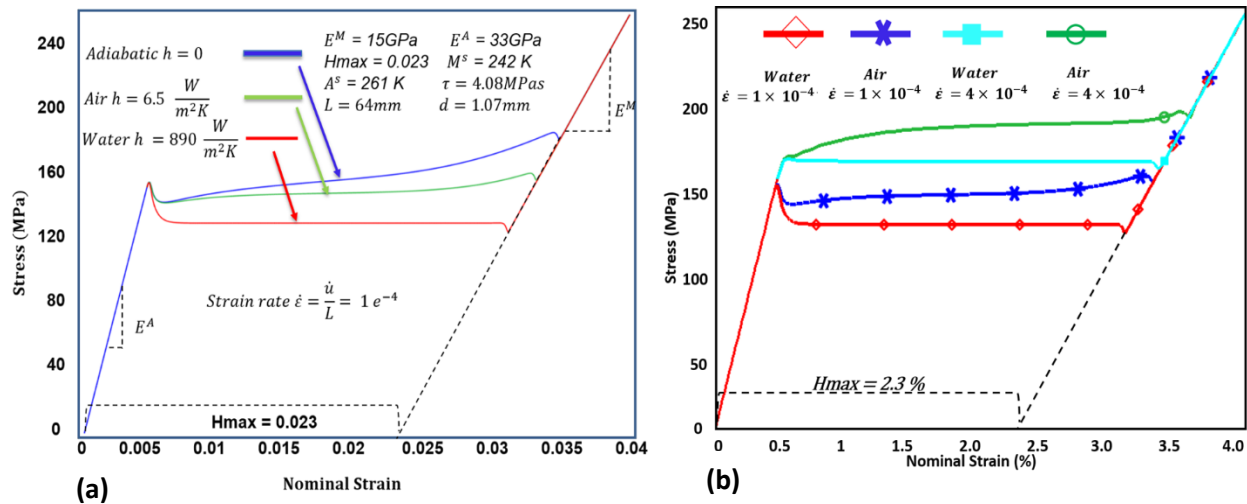 240
200
160
120
80
40
0
Stress (MPa)
Adiabatic h = 0
Air h = 6.5 W/m²K
Water h = 890 W/m²K
E^M = 15GPa E^A = 33GPa
Hmax = 0.023 M^s = 242 K
A^s = 261 K τ = 4.08MPas
L = 64mm d = 1.07mm
E^M
E^A
Strain rate ε̇ = u̇/L = 1 e⁻⁴
Hmax = 0.023
0 0.005 0.01 0.015 0.02 0.025 0.03 0.035 0.04
Nominal Strain
(a)
250
200
150
100
50
0
Stress (MPa)
Water Air Water Air
ε̇ = 1× 10⁻⁴ ε̇ = 1× 10⁻⁴ ε̇ = 4× 10⁻⁴ ε̇ = 4× 10⁻⁴
Hmax = 2.3 %
0 0.5 1 1.5 2.0 2.5 3.0 3.5 4.0
Nominal Strain (%)
(b)